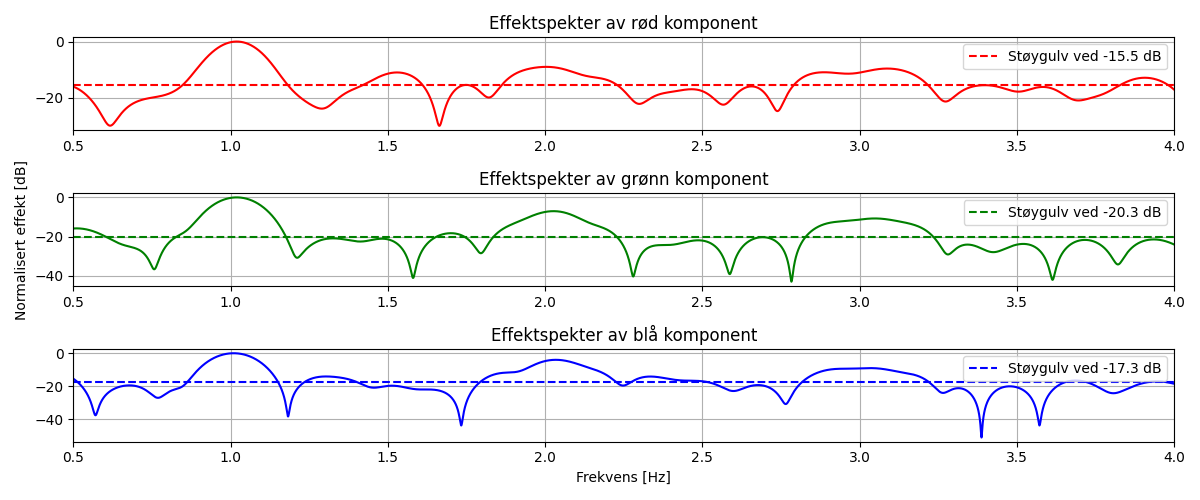 Effektspekter av rød komponent
0
−20
Støygulv ved -15.5 dB
0.5 1.0 1.5 2.0 2.5 3.0 3.5 4.0
Effektspekter av grønn komponent
Normalisert effekt [dB]
0
−20
−40
Støygulv ved -20.3 dB
0.5 1.0 1.5 2.0 2.5 3.0 3.5 4.0
Effektspekter av blå komponent
0
−20
−40
Støygulv ved -17.3 dB
0.5 1.0 1.5 2.0 2.5 3.0 3.5 4.0
Frekvens [Hz]